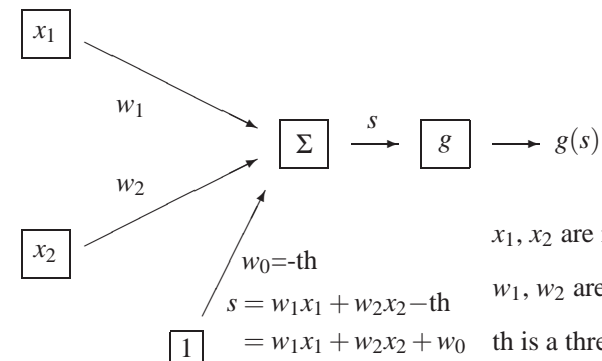 x₁
w₁
Σ
s
g
g(s)
w₂
x₂
x₁, x₂ are
w₀=-th
w₁, w₂ are
s = w₁x₁ + w₂x₂−th
1
= w₁x₁ + w₂x₂ + w₀
th is a